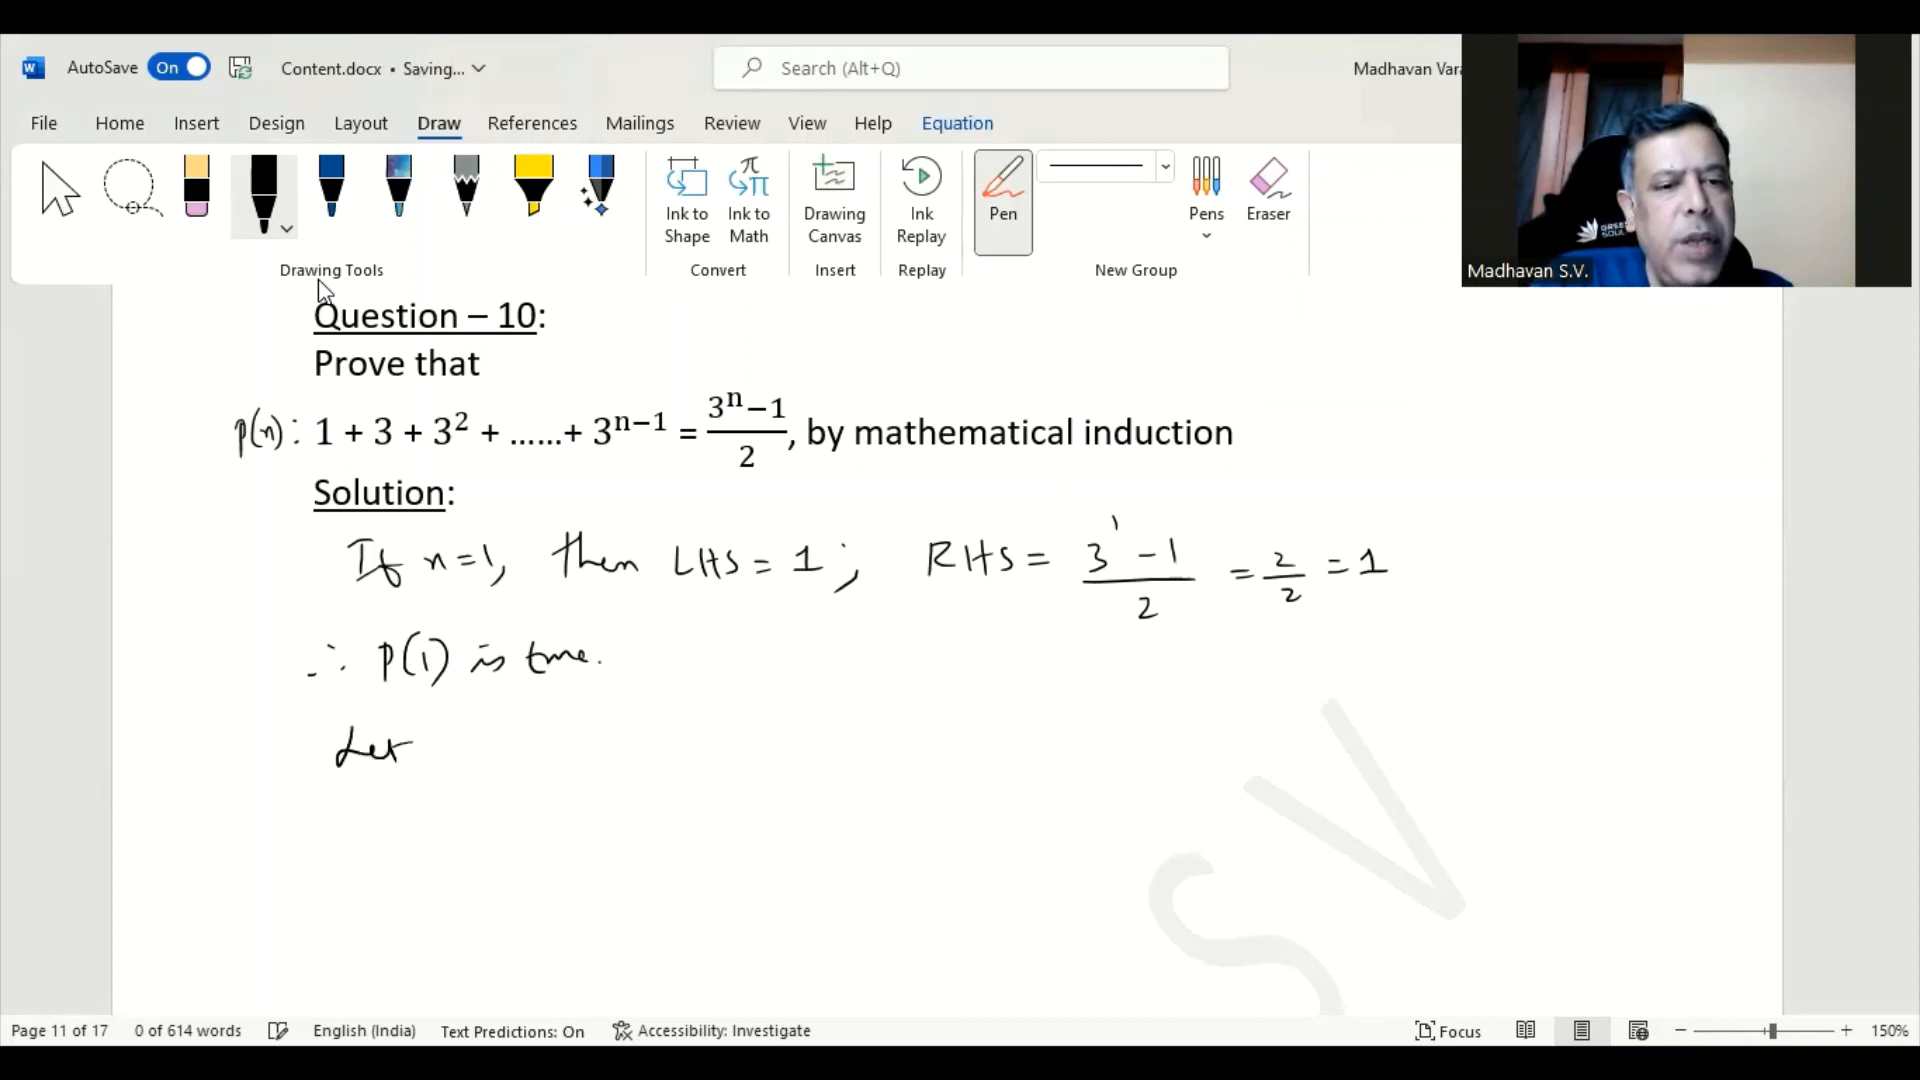 AutoSave On Content.docx • Saving... Search (Alt+Q) Madhavan Vara
File Home Insert Design Layout Draw References Mailings Review View Help Equation
Ink to Shape
Ink to Math
Drawing Canvas
Ink Replay
Pen
Pens
Eraser
Drawing Tools Convert Insert Replay New Group
GREEN SOUL
Madhavan S.V.
Question – 10:
Prove that
P(n): 1 + 3 + 3² + ......+ 3ⁿ⁻¹ = (3ⁿ−1)/2, by mathematical induction
Solution:
If n=1, then LHS = 1; RHS = (3¹ - 1)/2 = 2/2 = 1
∴ P(1) is true.
Let
SV
Page 11 of 17 0 of 614 words English (India) Text Predictions: On Accessibility: Investigate Focus − + 150%